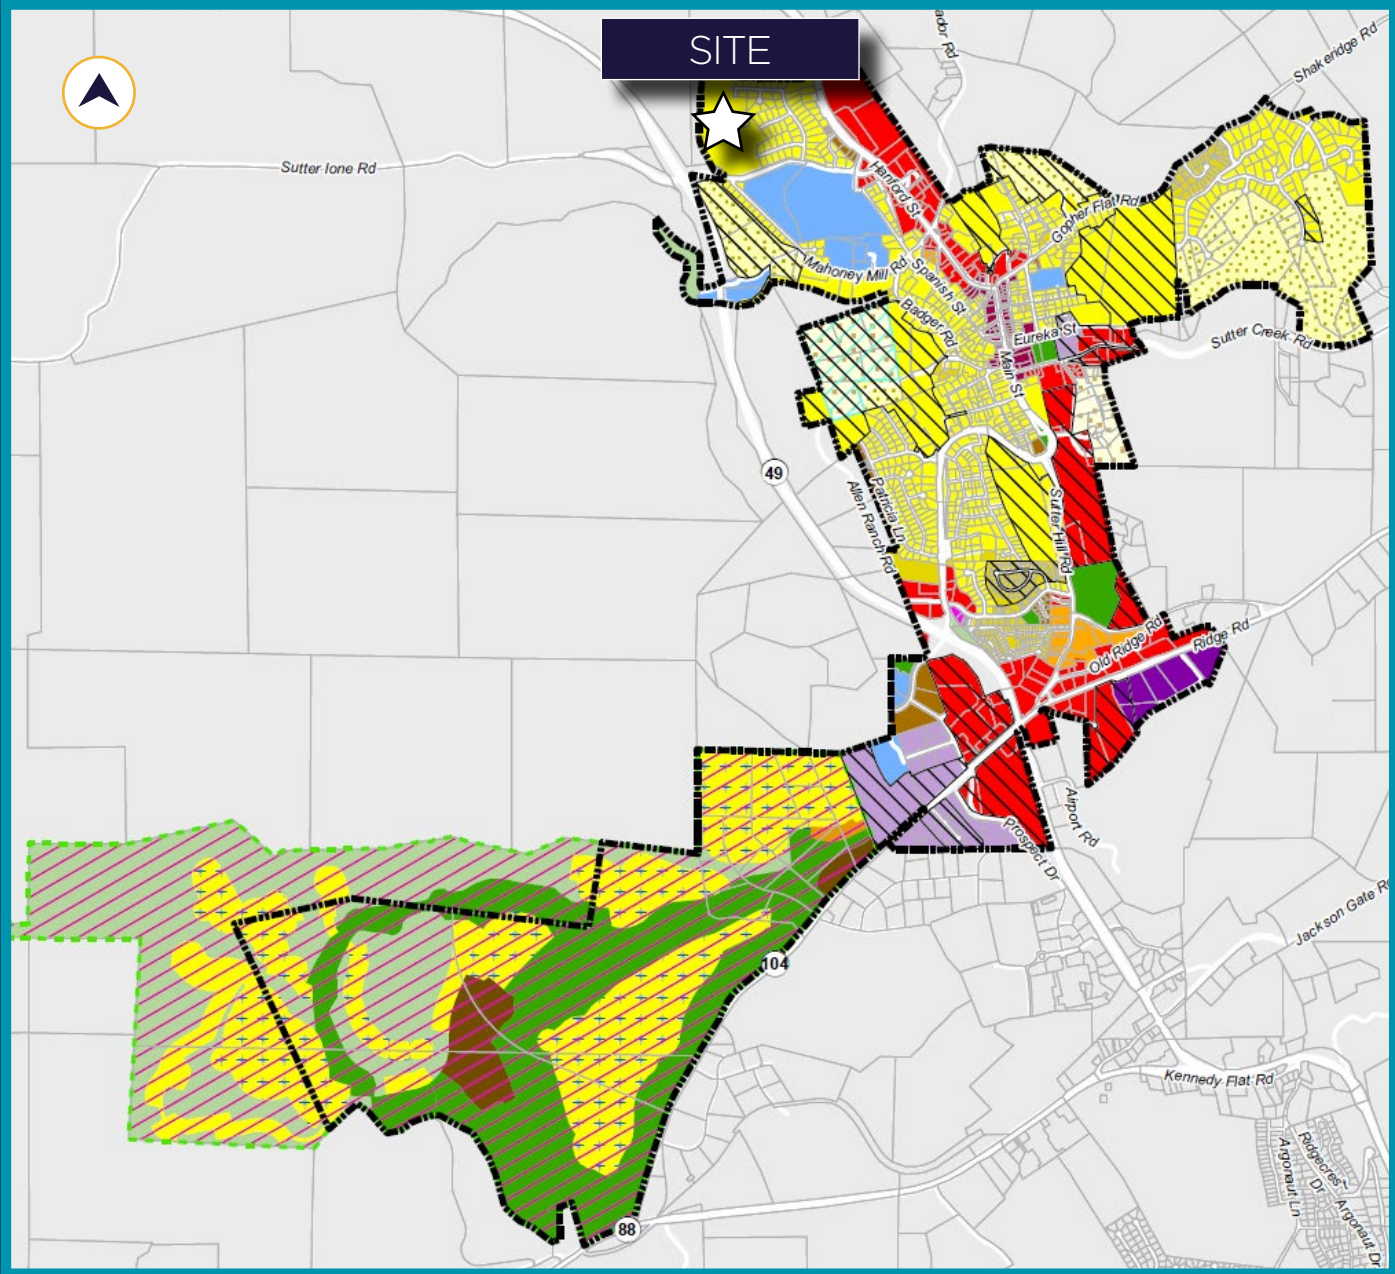 SITE
ador Rd
Shakeridge Rd
Sutter Ione Rd
Hanford St
Gopher Flat Rd
Mahoney Mill Rd
Spanish St
Badger Rd
Eureka St
Sutter Creek Rd
Main St
49
Patricia Ln
Allen Ranch Rd
Sutter Hill Rd
Old Ridge Rd
Ridge Rd
Airport Rd
Prospect Dr
Jackson Gate Rd
104
Kennedy Flat Rd
Argonaut Ln
Ridgecrest
Dr
Argonaut Dr
88